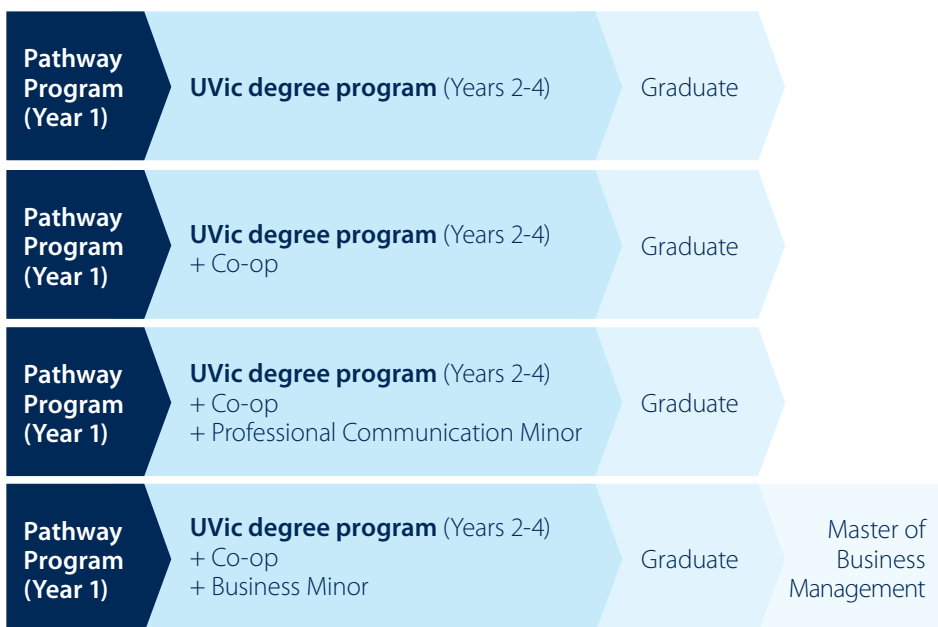 Pathway
Program
(Year 1)
UVic degree program (Years 2-4)
Graduate
Pathway
Program
(Year 1)
UVic degree program (Years 2-4)
+ Co-op
Graduate
Pathway
Program
(Year 1)
UVic degree program (Years 2-4)
+ Co-op
+ Professional Communication Minor
Graduate
Pathway
Program
(Year 1)
UVic degree program (Years 2-4)
+ Co-op
+ Business Minor
Graduate
Master of
Business
Management